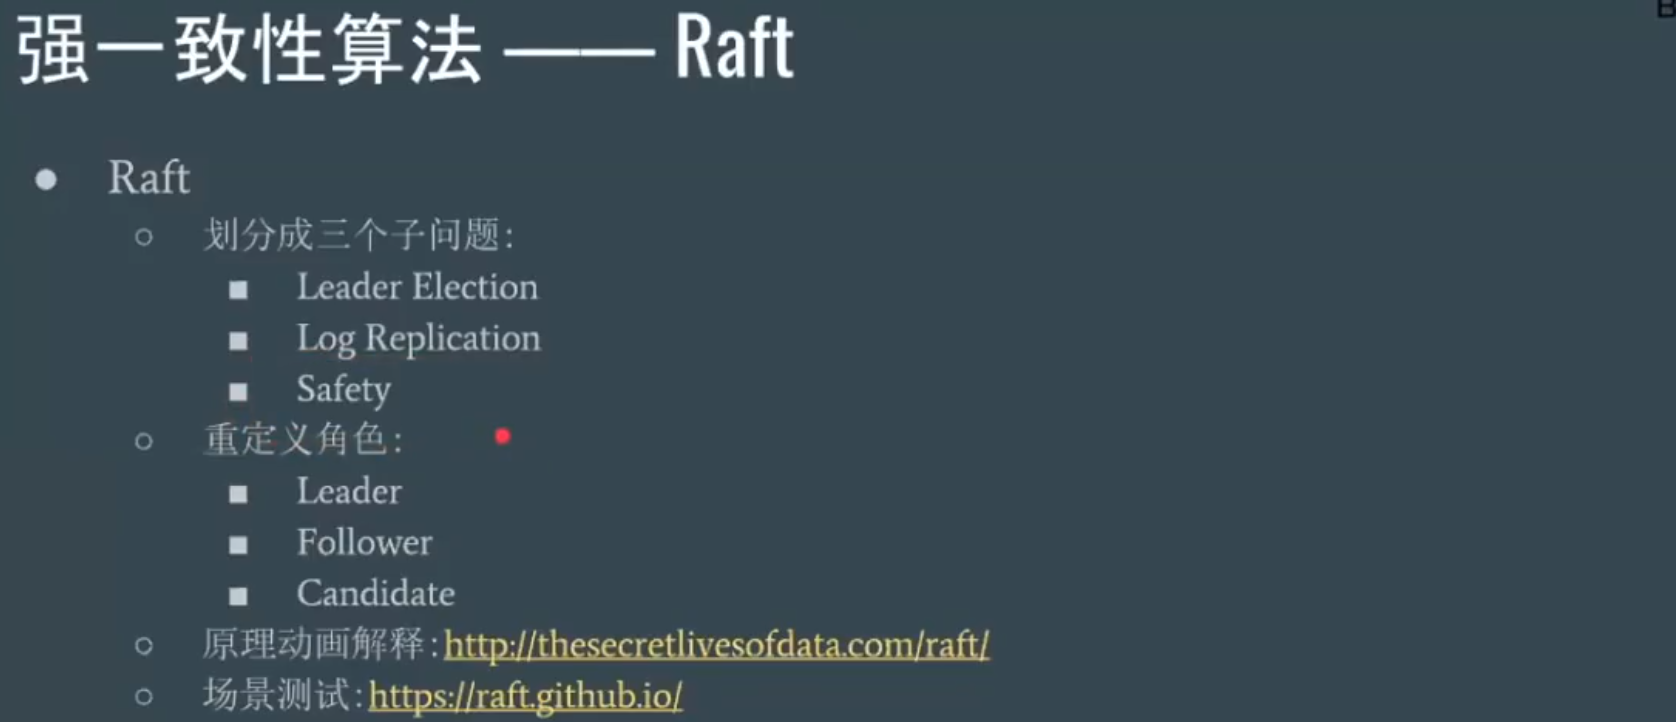 强一致性算法 —— Raft
Raft
划分成三个子问题：
Leader Election
Log Replication
Safety
重定义角色：
Leader
Follower
Candidate
原理动画解释：http://thesecretlivesofdata.com/raft/
场景测试：https://raft.github.io/